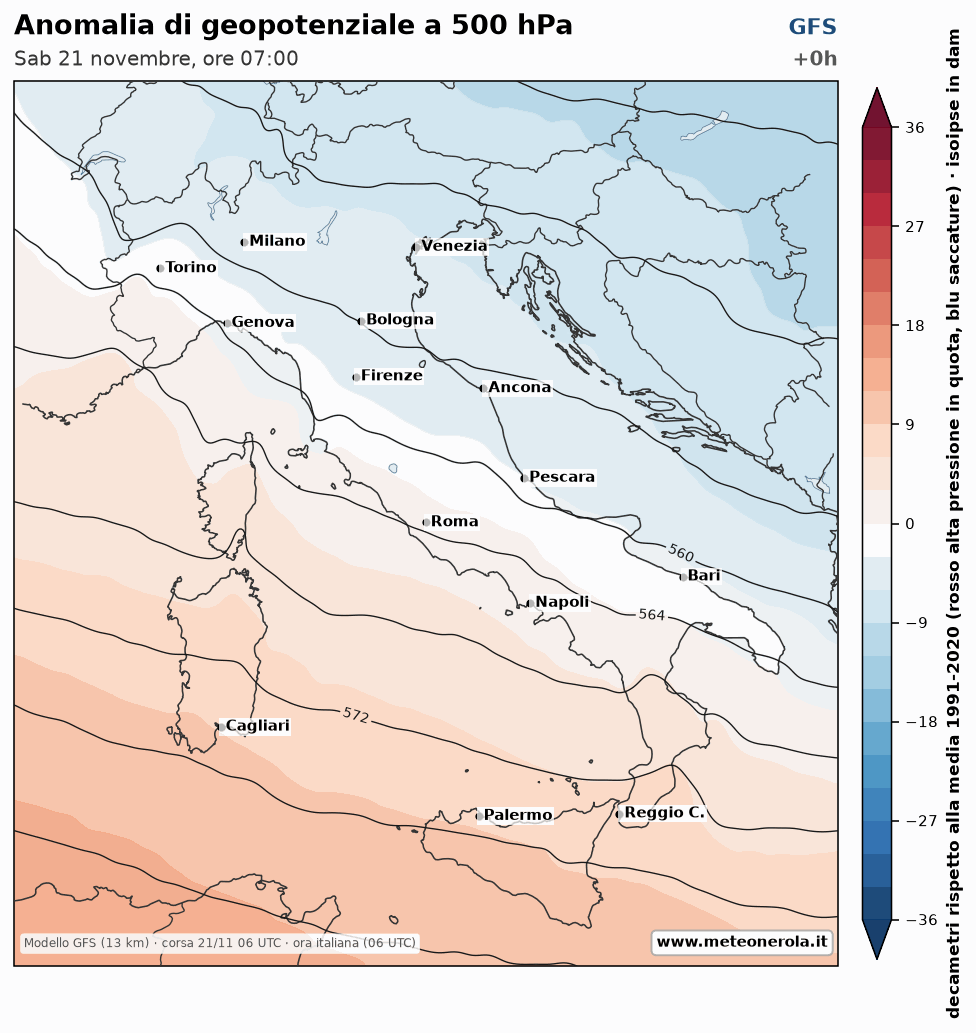 Anomalia di geopotenziale a 500 hPa
GFS
Sab 21 novembre, ore 07:00
+0h
Milano
Venezia
Torino
Genova
Bologna
Firenze
Ancona
Pescara
Roma
560
Bari
Napoli
564
572
Cagliari
Palermo
Reggio C.
Modello GFS (13 km) · corsa 21/11 06 UTC · ora italiana (06 UTC)
www.meteonerola.it
36
27
18
9
0
−9
−18
−27
−36
decametri rispetto alla media 1991-2020 (rosso alta pressione in quota, blu saccature) · isoipse in dam